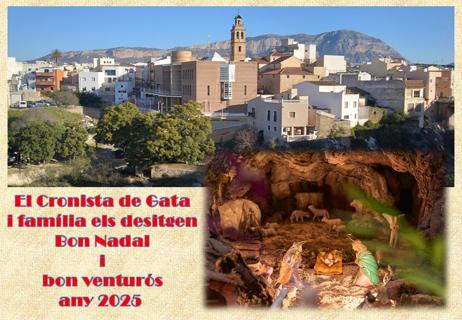 El Cronista de Gata
i família els desitgen
Bon Nadal
i
bon venturós
any 2025